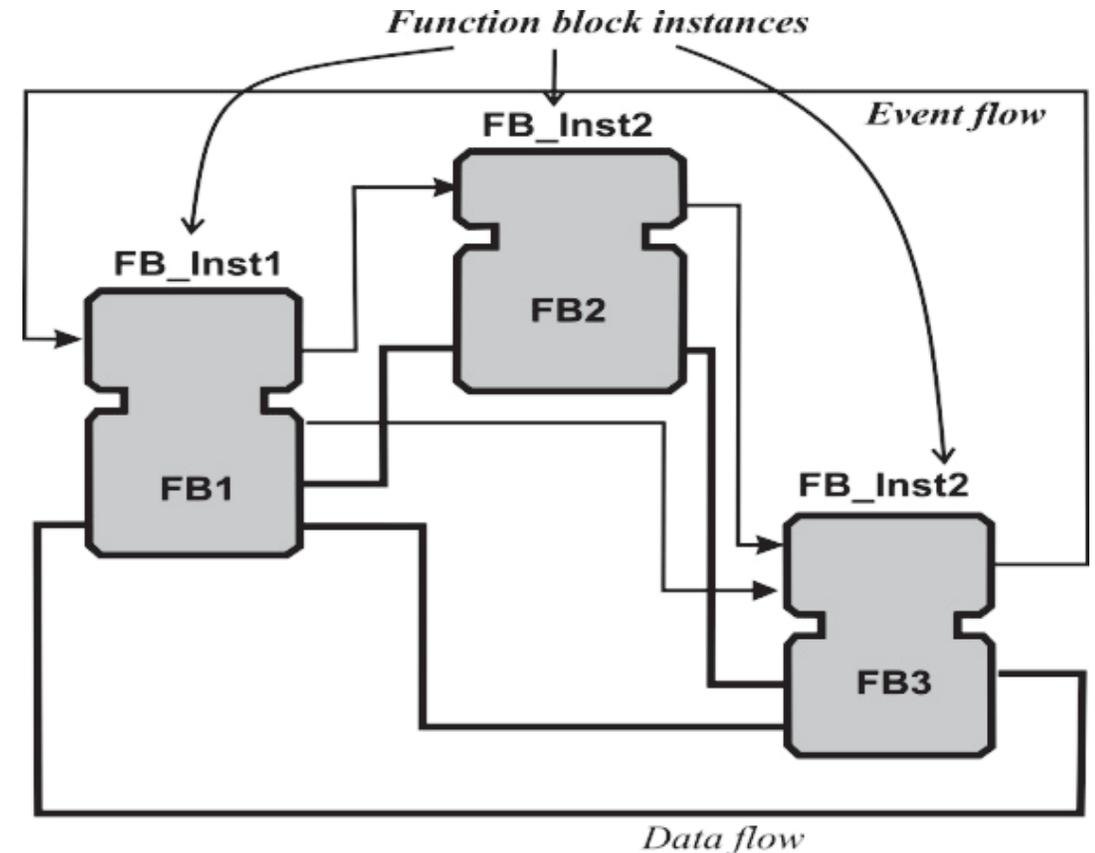 Function block instances
Event flow
FB_Inst2
FB_Inst1
FB2
FB1
FB_Inst2
FB3
Data flow